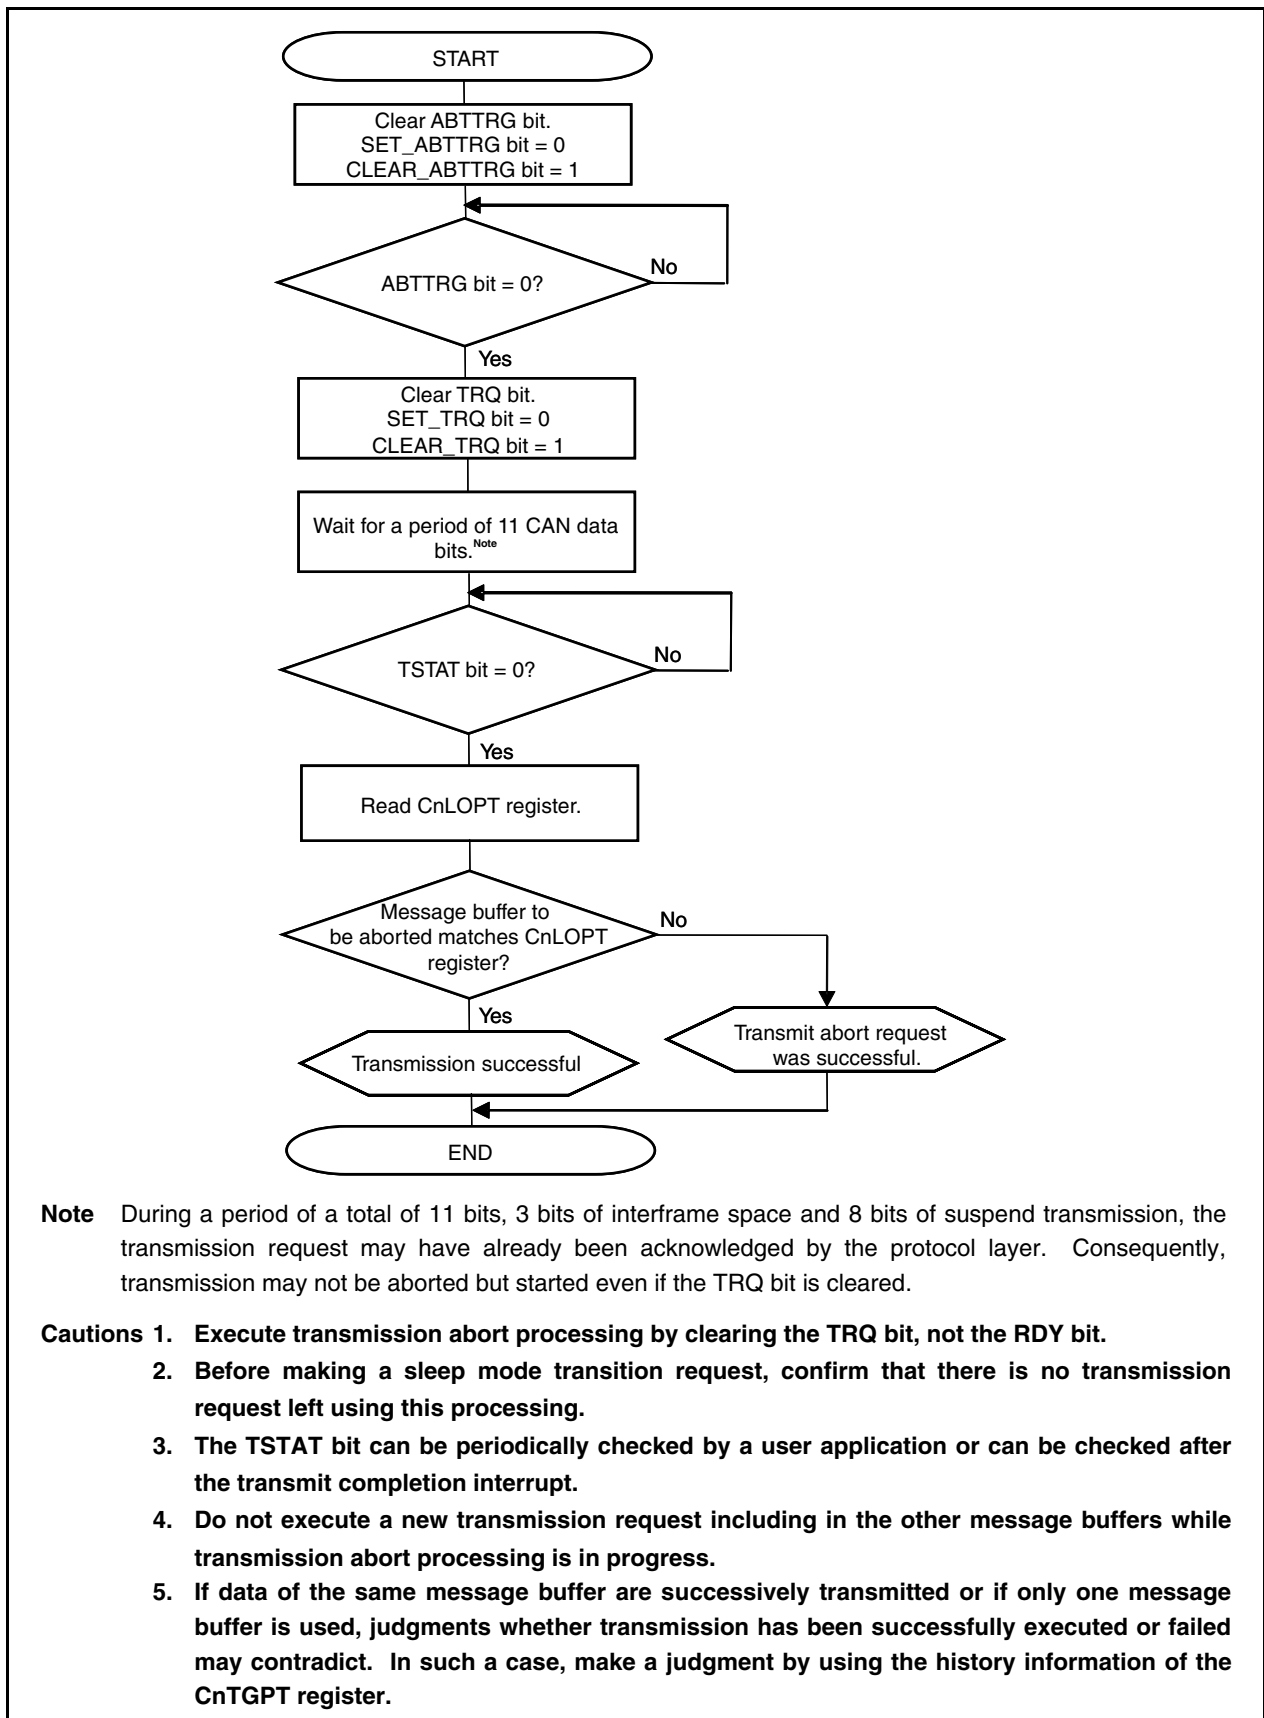 START
Clear ABTTRG bit.
SET_ABTTRG bit = 0
CLEAR_ABTTRG bit = 1
ABTTRG bit = 0?
No
Yes
Clear TRQ bit.
SET_TRQ bit = 0
CLEAR_TRQ bit = 1
Wait for a period of 11 CAN data
bits.Note
TSTAT bit = 0?
No
Yes
Read CnLOPT register.
Message buffer to
be aborted matches CnLOPT
register?
No
Yes
Transmission successful
Transmit abort request
was successful.
END
Note During a period of a total of 11 bits, 3 bits of interframe space and 8 bits of suspend transmission, the
transmission request may have already been acknowledged by the protocol layer. Consequently,
transmission may not be aborted but started even if the TRQ bit is cleared.
Cautions 1. Execute transmission abort processing by clearing the TRQ bit, not the RDY bit.
2. Before making a sleep mode transition request, confirm that there is no transmission
request left using this processing.
3. The TSTAT bit can be periodically checked by a user application or can be checked after
the transmit completion interrupt.
4. Do not execute a new transmission request including in the other message buffers while
transmission abort processing is in progress.
5. If data of the same message buffer are successively transmitted or if only one message
buffer is used, judgments whether transmission has been successfully executed or failed
may contradict. In such a case, make a judgment by using the history information of the
CnTGPT register.